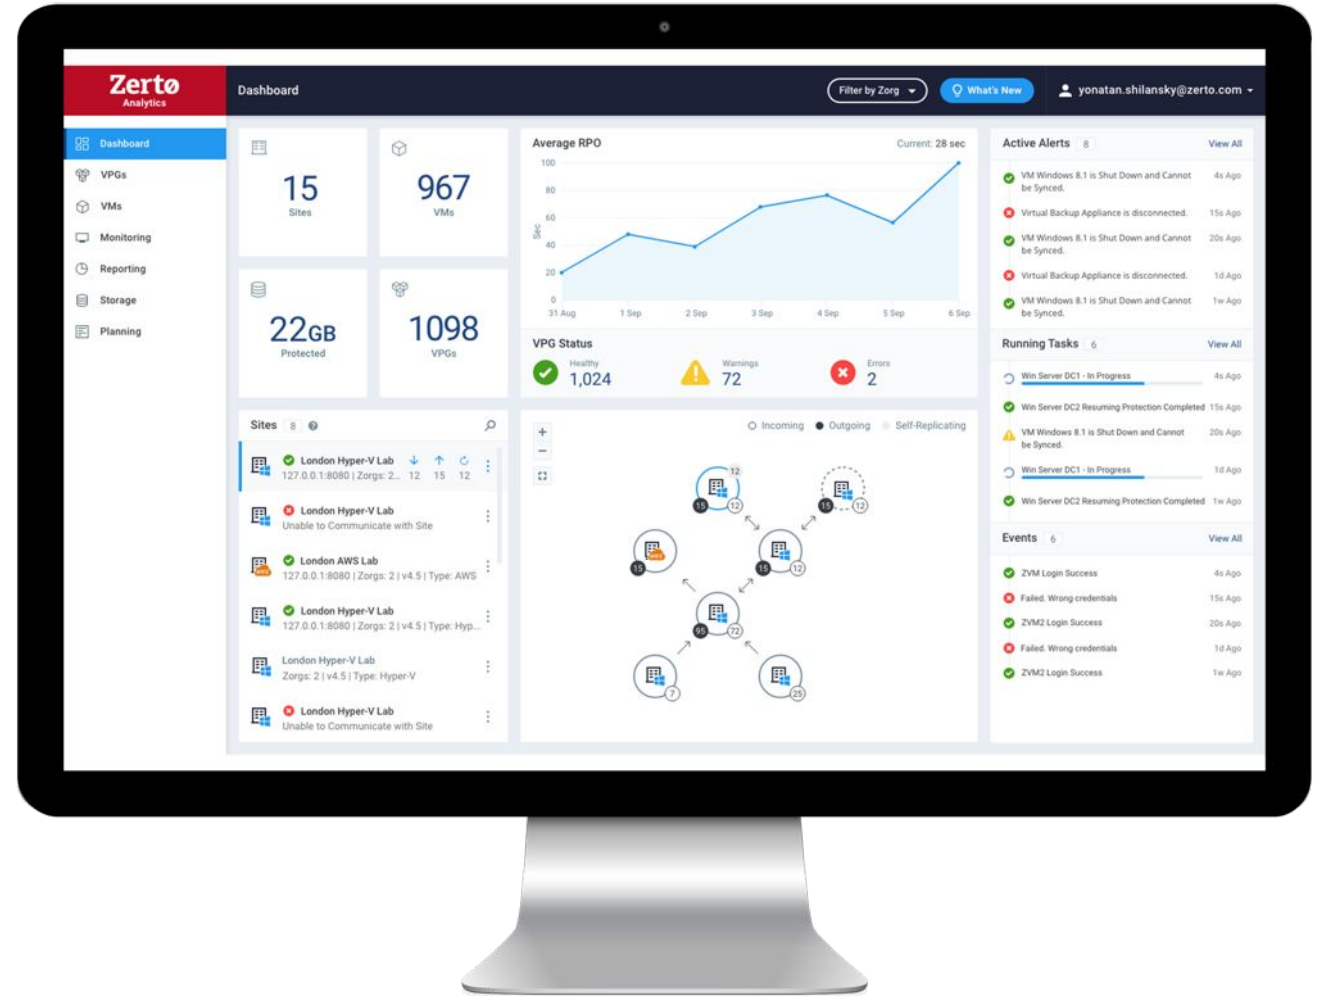 Zertø
Analytics
Dashboard
Filter by Zorg
What's New
yonatan.shilansky@zerto.com
Dashboard
VPGs
VMs
Monitoring
Reporting
Storage
Planning
15
Sites
967
VMs
22GB
Protected
1098
VPGs
Average RPO
Current: 28 sec
100
80
60
40
20
0
Sec
31 Aug 1 Sep 2 Sep 3 Sep 4 Sep 5 Sep 6 Sep
VPG Status
Healthy
1,024
Warnings
72
Errors
2
Sites 8
London Hyper-V Lab
127.0.0.1:8080 | Zorgs: 2... 12 15 12
London Hyper-V Lab
Unable to Communicate with Site
London AWS Lab
127.0.0.1:8080 | Zorgs: 2 | v4.5 | Type: AWS
London Hyper-V Lab
127.0.0.1:8080 | Zorgs: 2 | v4.5 | Type: Hyp...
London Hyper-V Lab
Zorgs: 2 | v4.5 | Type: Hyper-V
London Hyper-V Lab
Unable to Communicate with Site
Incoming Outgoing Self-Replicating
12
15 12
15 12
aws
15
15 12
95 72
7
25
Active Alerts 8 View All
VM Windows 8.1 is Shut Down and Cannot 4s Ago
be Synced.
Virtual Backup Appliance is disconnected. 15s Ago
VM Windows 8.1 is Shut Down and Cannot 20s Ago
be Synced.
Virtual Backup Appliance is disconnected. 1d Ago
VM Windows 8.1 is Shut Down and Cannot 1w Ago
be Synced.
Running Tasks 6 View All
Win Server DC1 - In Progress 4s Ago
Win Server DC2 Resuming Protection Completed 15s Ago
VM Windows 8.1 is Shut Down and Cannot 20s Ago
be Synced.
Win Server DC1 - In Progress 1d Ago
Win Server DC2 Resuming Protection Completed 1w Ago
Events 6 View All
ZVM Login Success 4s Ago
Failed. Wrong credentials 15s Ago
ZVM2 Login Success 20s Ago
Failed. Wrong credentials 1d Ago
ZVM2 Login Success 1w Ago